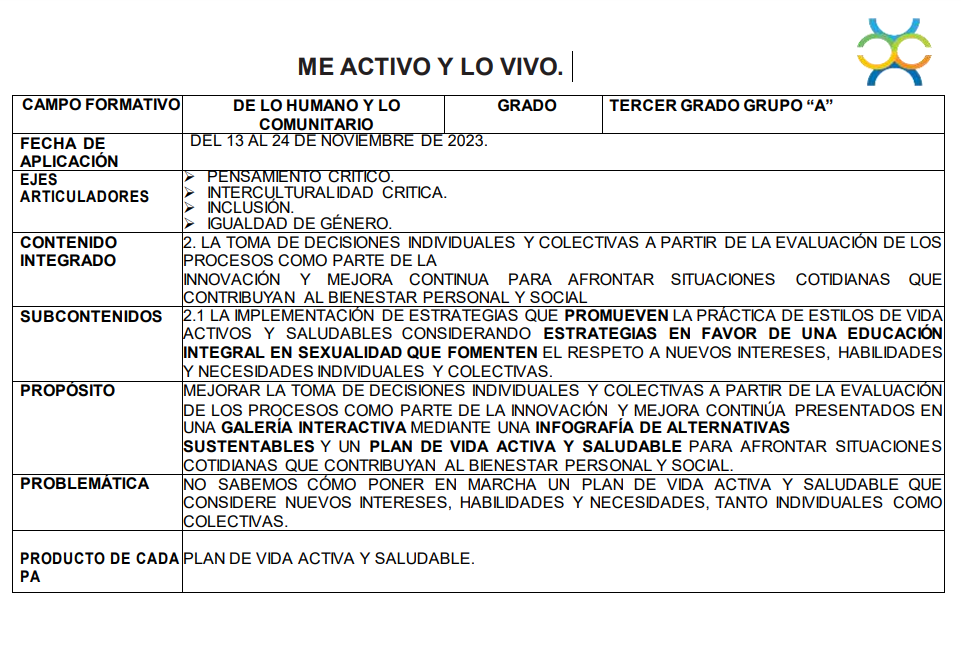 ME ACTIVO Y LO VIVO.
CAMPO FORMATIVO
DE LO HUMANO Y LO
COMUNITARIO
GRADO
TERCER GRADO GRUPO “A”
FECHA DE
APLICACIÓN
DEL 13 AL 24 DE NOVIEMBRE DE 2023.
EJES
ARTICULADORES
➢ PENSAMIENTO CRITICO.
➢ INTERCULTURALIDAD CRITICA.
➢ INCLUSIÓN.
➢ IGUALDAD DE GÉNERO.
CONTENIDO
INTEGRADO
2. LA TOMA DE DECISIONES INDIVIDUALES Y COLECTIVAS A PARTIR DE LA EVALUACIÓN DE LOS
PROCESOS COMO PARTE DE LA
INNOVACIÓN Y MEJORA CONTINUA PARA AFRONTAR SITUACIONES COTIDIANAS QUE
CONTRIBUYAN AL BIENESTAR PERSONAL Y SOCIAL
SUBCONTENIDOS
2.1 LA IMPLEMENTACIÓN DE ESTRATEGIAS QUE PROMUEVEN LA PRÁCTICA DE ESTILOS DE VIDA
ACTIVOS Y SALUDABLES CONSIDERANDO ESTRATEGIAS EN FAVOR DE UNA EDUCACIÓN
INTEGRAL EN SEXUALIDAD QUE FOMENTEN EL RESPETO A NUEVOS INTERESES, HABILIDADES
Y NECESIDADES INDIVIDUALES Y COLECTIVAS.
PROPÓSITO
MEJORAR LA TOMA DE DECISIONES INDIVIDUALES Y COLECTIVAS A PARTIR DE LA EVALUACIÓN
DE LOS PROCESOS COMO PARTE DE LA INNOVACIÓN Y MEJORA CONTINÚA PRESENTADOS EN
UNA GALERÍA INTERACTIVA MEDIANTE UNA INFOGRAFÍA DE ALTERNATIVAS
SUSTENTABLES Y UN PLAN DE VIDA ACTIVA Y SALUDABLE PARA AFRONTAR SITUACIONES
COTIDIANAS QUE CONTRIBUYAN AL BIENESTAR PERSONAL Y SOCIAL.
PROBLEMÁTICA
NO SABEMOS CÓMO PONER EN MARCHA UN PLAN DE VIDA ACTIVA Y SALUDABLE QUE
CONSIDERE NUEVOS INTERESES, HABILIDADES Y NECESIDADES, TANTO INDIVIDUALES COMO
COLECTIVAS.
PRODUCTO DE CADA
PA
PLAN DE VIDA ACTIVA Y SALUDABLE.